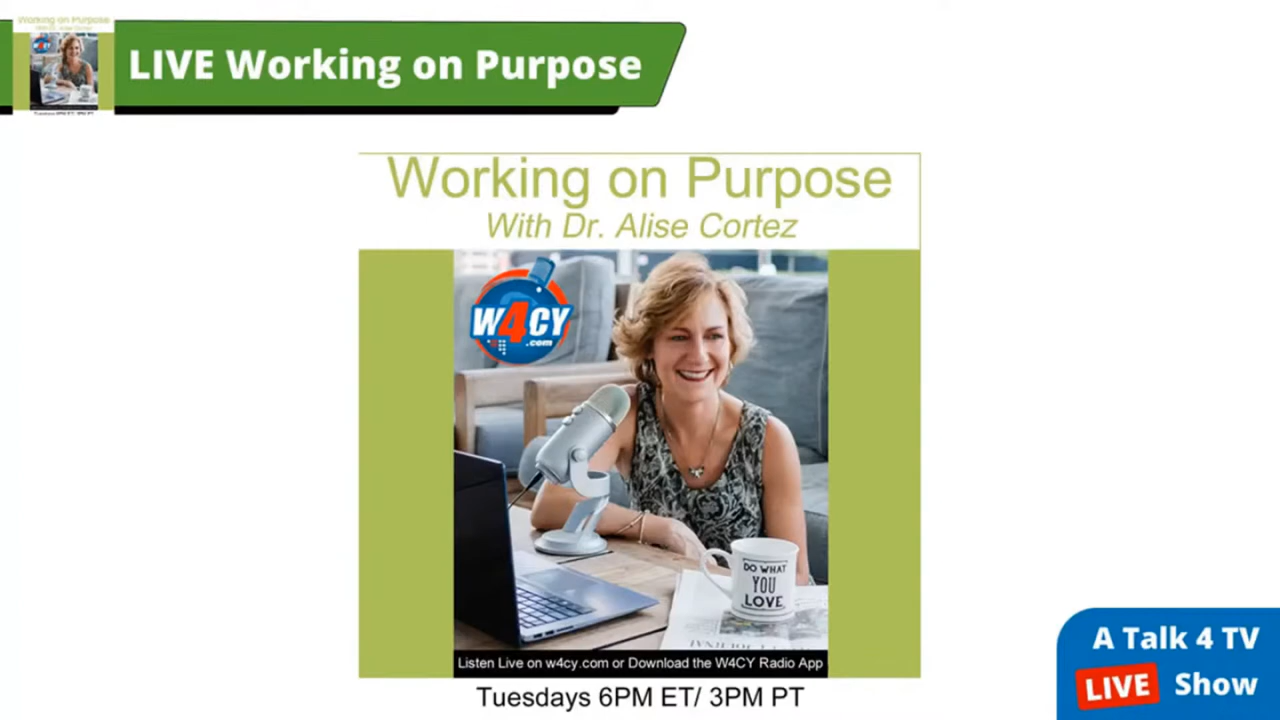 LIVE Working on Purpose
Working on Purpose
With Dr. Alise Cortez
W4CY
.com
DO WHAT
YOU
LOVE
Listen Live on w4cy.com or Download the W4CY Radio App
Tuesdays 6PM ET/ 3PM PT
A Talk 4 TV
LIVE Show